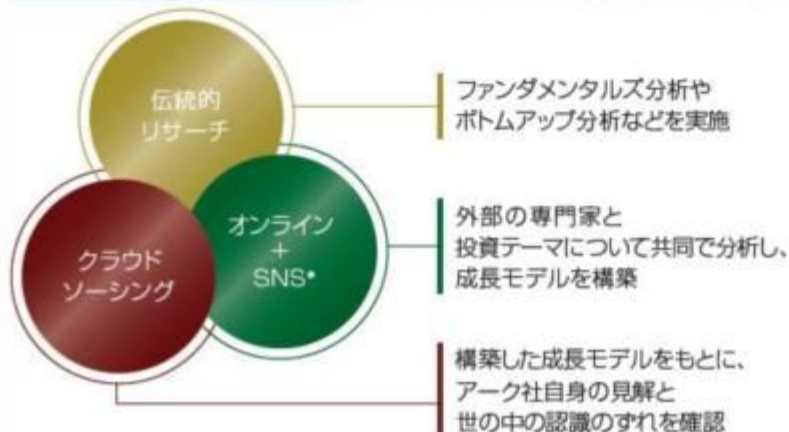 伝統的
リサーチ
ファンダメンタルズ分析や
ボトムアップ分析などを実施
オンライン
+
SNS*
外部の専門家と
投資テーマについて共同で分析し、
成長モデルを構築
クラウド
ソーシング
構築した成長モデルをもとに、
アーク社自身の見解と
世の中の認識のずれを確認